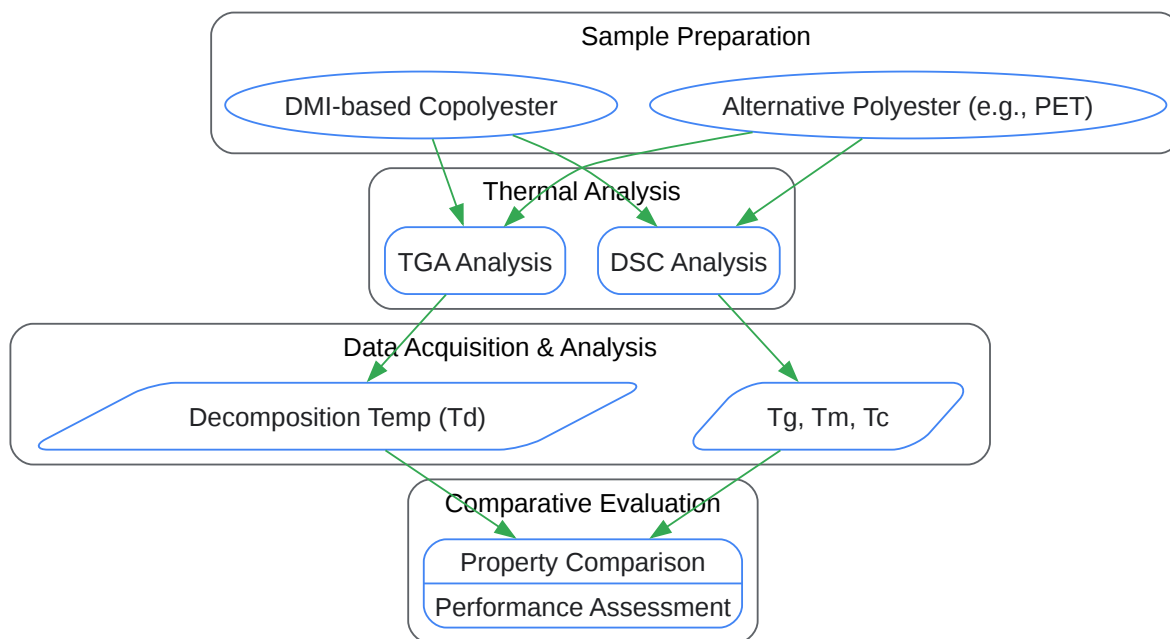 Sample Preparation
DMI-based Copolyester
Alternative Polyester (e.g., PET)
Thermal Analysis
TGA Analysis
DSC Analysis
Data Acquisition & Analysis
Decomposition Temp (Td)
Tg, Tm, Tc
Comparative Evaluation
Property Comparison
Performance Assessment